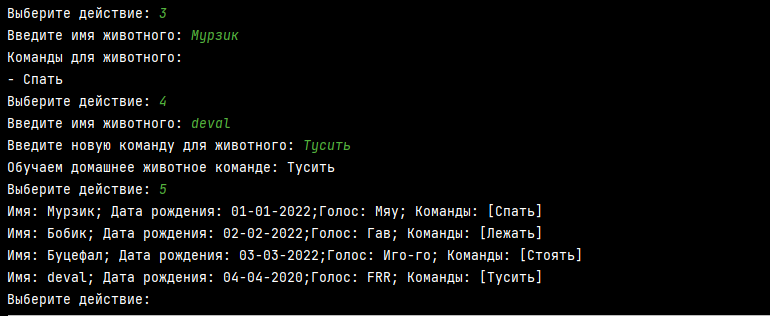 Выберите действие: 3
Введите имя животного: Мурзик
Команды для животного:
- Спать
Выберите действие: 4
Введите имя животного: deval
Введите новую команду для животного: Тусить
Обучаем домашнее животное команде: Тусить
Выберите действие: 5
Имя: Мурзик; Дата рождения: 01-01-2022;Голос: Мяу; Команды: [Спать]
Имя: Бобик; Дата рождения: 02-02-2022;Голос: Гав; Команды: [Лежать]
Имя: Буцефал; Дата рождения: 03-03-2022;Голос: Иго-го; Команды: [Стоять]
Имя: deval; Дата рождения: 04-04-2020;Голос: FRR; Команды: [Тусить]
Выберите действие: